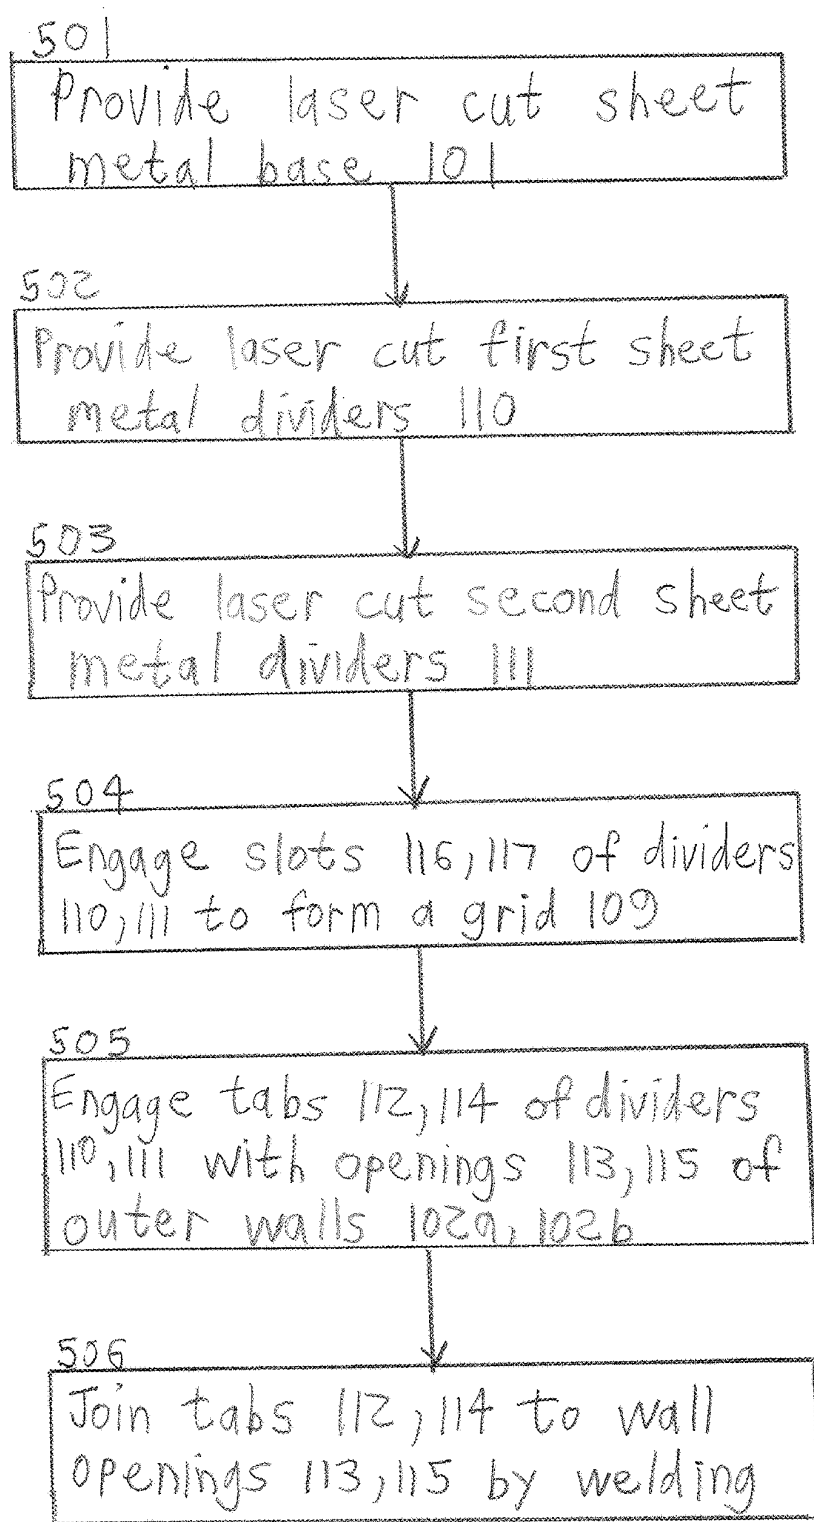 501
Provide laser cut sheet
metal base 101
502
Provide laser cut first sheet
metal dividers 110
503
Provide laser cut second sheet
metal dividers 111
504
Engage slots 116,117 of dividers
110,111 to form a grid 109
505
Engage tabs 112,114 of dividers
110,111 with openings 113,115 of
outer walls 102a,102b
506
Join tabs 112,114 to wall
openings 113,115 by welding